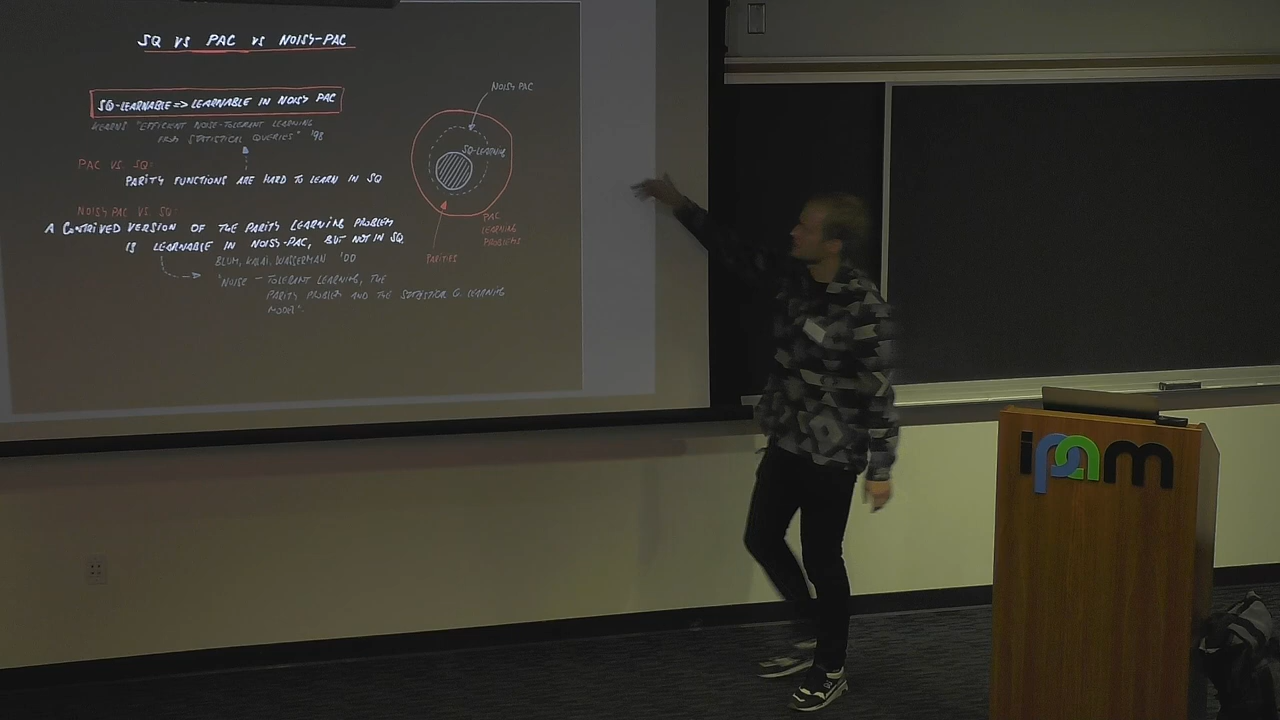 SQ VS PAC VS NOISY-PAC
SQ-LEARNABLE => LEARNABLE IN NOISY PAC
KEARNS "EFFICIENT NOISE-TOLERANT LEARNING
FROM STATISTICAL QUERIES" '98
PAC VS. SQ:
PARITY FUNCTIONS ARE HARD TO LEARN IN SQ
NOISY PAC VS. SQ:
A CONTRIVED VERSION OF THE PARITY LEARNING PROBLEM
IS LEARNABLE IN NOISY-PAC, BUT NOT IN SQ
BLUM, KALAI, WASSERMAN '00
"NOISE-TOLERANT LEARNING, THE
PARITY PROBLEM AND THE STATISTICAL Q. LEARNING
MODEL".
NOISY PAC
SQ-LEARNING
PAC
LEARNING
PROBLEMS
PARITIES
ipam